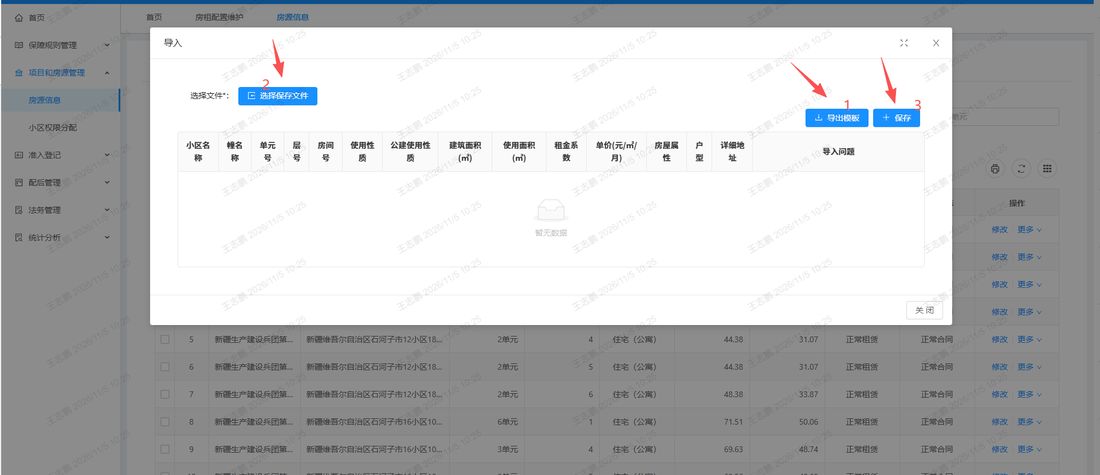 首页
保障规则管理
项目和房源管理
房源信息
小区权限分配
准入登记
配后管理
法务管理
统计分析
首页 房租配置维护 房源信息
导入
选择文件*: 2 选择保存文件
1 导出模板 3 保存
小区名称 幢名称 单元号 层号 房间号 使用性质 公建使用性质 建筑面积(㎡) 使用面积(㎡) 租金系数 单价(元/㎡/月) 房屋属性 户型 详细地址 导入问题
暂无数据
关 闭
操作
修改 更多
修改 更多
修改 更多
修改 更多
5 新疆生产建设兵团第... 新疆维吾尔自治区石河子市12小区18... 2单元 4 住宅（公寓） 44.38 31.07 正常租赁 正常合同 修改 更多
6 新疆生产建设兵团第... 新疆维吾尔自治区石河子市12小区18... 2单元 5 住宅（公寓） 44.38 31.07 正常租赁 正常合同 修改 更多
7 新疆生产建设兵团第... 新疆维吾尔自治区石河子市12小区18... 2单元 6 住宅（公寓） 48.38 33.87 正常租赁 正常合同 修改 更多
8 新疆生产建设兵团第... 新疆维吾尔自治区石河子市16小区10... 6单元 1 住宅（公寓） 71.51 50.06 正常租赁 正常合同 修改 更多
9 新疆生产建设兵团第... 新疆维吾尔自治区石河子市16小区10... 3单元 4 住宅（公寓） 69.63 48.74 正常租赁 正常合同 修改 更多
王志鹏 2026/11/5 10:25